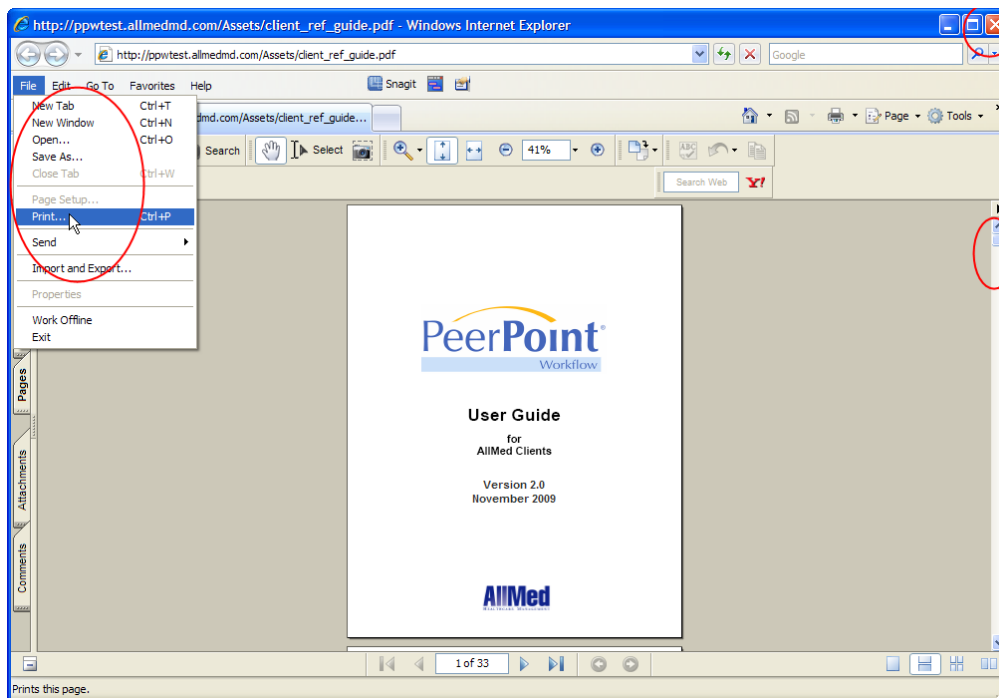 http://ppwtest.allmedmd.com/Assets/client_ref_guide.pdf - Windows Internet Explorer
http://ppwtest.allmedmd.com/Assets/client_ref_guide.pdf
Google
File Edit Go To Favorites Help
Snagit
New Tab Ctrl+T
New Window Ctrl+N
Open... Ctrl+O
Save As...
Close Tab Ctrl+W
Page Setup...
Print... Ctrl+P
Send
Import and Export...
Properties
Work Offline
Exit
dmd.com/Assets/client_ref_guide...
Page
Tools
Search
Select
41%
Search Web
Y!
Pages
Attachments
Comments
PeerPoint
Workflow
User Guide
for
AllMed Clients
Version 2.0
November 2009
AllMed
HEALTHCARE MANAGEMENT
1 of 33
Prints this page.